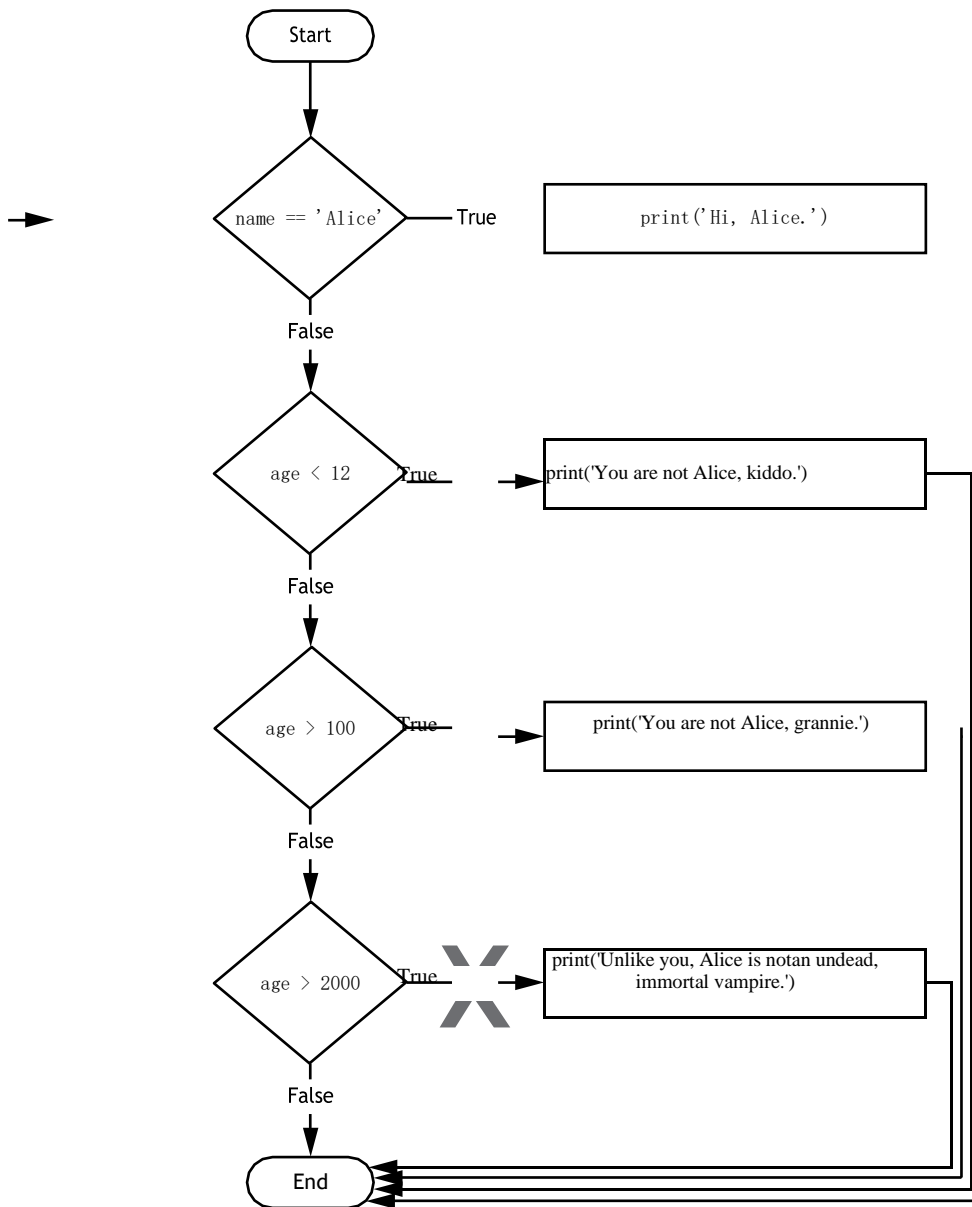 Start
name == 'Alice'
True
print('Hi, Alice.')
False
age < 12
True
print('You are not Alice, kiddo.')
False
age > 100
True
print('You are not Alice, grannie.')
False
age > 2000
True
print('Unlike you, Alice is notan undead,
immortal vampire.')
False
End